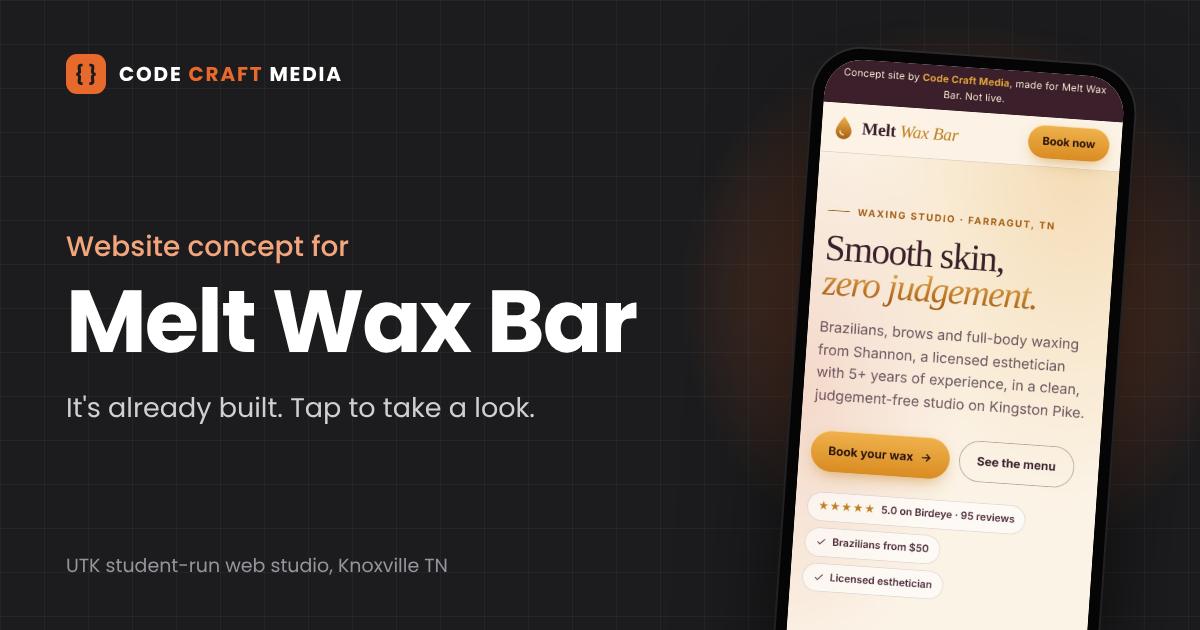 { } CODE CRAFT MEDIA
Website concept for
Melt Wax Bar
It's already built. Tap to take a look.
UTK student-run web studio, Knoxville TN
Concept site by Code Craft Media, made for Melt Wax
Bar. Not live.
Melt Wax Bar
Book now
WAXING STUDIO · FARRAGUT, TN
Smooth skin,
zero judgement.
Brazilians, brows and full-body waxing
from Shannon, a licensed esthetician
with 5+ years of experience, in a clean,
judgement-free studio on Kingston Pike.
Book your wax →
See the menu
★★★★★ 5.0 on Birdeye · 95 reviews
✓ Brazilians from $50
✓ Licensed esthetician